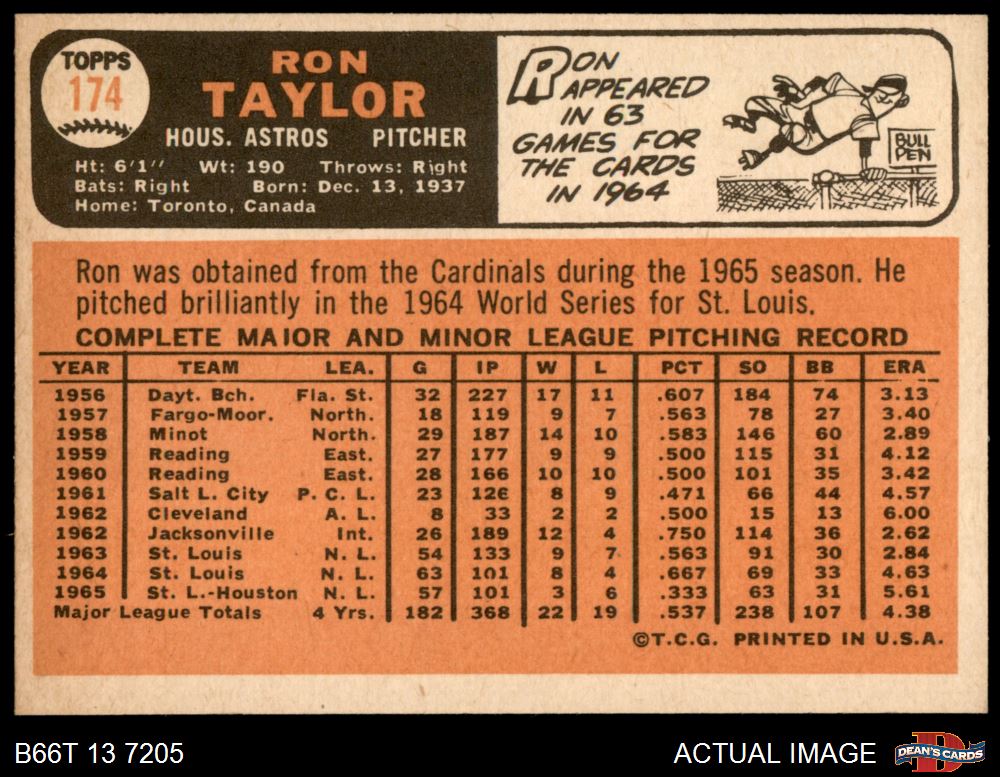 TOPPS
174
RON
TAYLOR
HOUS. ASTROS PITCHER
Ht: 6'1" Wt: 190 Throws: Right
Bats: Right Born: Dec. 13, 1937
Home: Toronto, Canada
RON
APPEARED
IN 63
GAMES FOR
THE CARDS
IN 1964
BULL
PEN
Ron was obtained from the Cardinals during the 1965 season. He
pitched brilliantly in the 1964 World Series for St. Louis.
COMPLETE MAJOR AND MINOR LEAGUE PITCHING RECORD
YEAR TEAM LEA. G IP W L PCT SO BB ERA
1956 Dayt. Bch. Fla. St. 32 227 17 11 .607 184 74 3.13
1957 Fargo-Moor. North. 18 119 9 7 .563 78 27 3.40
1958 Minot North. 29 187 14 10 .583 146 60 2.89
1959 Reading East. 27 177 9 9 .500 115 31 4.12
1960 Reading East. 28 166 10 10 .500 101 35 3.42
1961 Salt L. City P. C. L. 23 126 8 9 .471 66 44 4.57
1962 Cleveland A. L. 8 33 2 2 .500 15 13 6.00
1962 Jacksonville Int. 26 189 12 4 .750 114 36 2.62
1963 St. Louis N. L. 54 133 9 7 .563 91 30 2.84
1964 St. Louis N. L. 63 101 8 4 .667 69 33 4.63
1965 St. L.-Houston N. L. 57 101 3 6 .333 63 31 5.61
Major League Totals 4 Yrs. 182 368 22 19 .537 238 107 4.38
©T.C.G. PRINTED IN U.S.A.
B66T 13 7205
ACTUAL IMAGE
DEAN'S CARDS